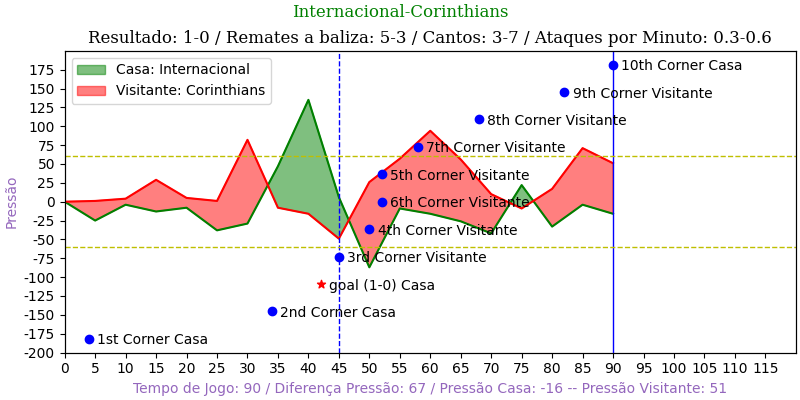 Internacional-Corinthians
Resultado: 1-0 / Remates a baliza: 5-3 / Cantos: 3-7 / Ataques por Minuto: 0.3-0.6
Casa: Internacional
Visitante: Corinthians
10th Corner Casa
9th Corner Visitante
8th Corner Visitante
7th Corner Visitante
5th Corner Visitante
6th Corner Visitante
4th Corner Visitante
3rd Corner Visitante
goal (1-0) Casa
2nd Corner Casa
1st Corner Casa
Pressão
175
150
125
100
75
50
25
0
-25
-50
-75
-100
-125
-150
-175
-200
0 5 10 15 20 25 30 35 40 45 50 55 60 65 70 75 80 85 90 95 100 105 110 115
Tempo de Jogo: 90 / Diferença Pressão: 67 / Pressão Casa: -16 -- Pressão Visitante: 51